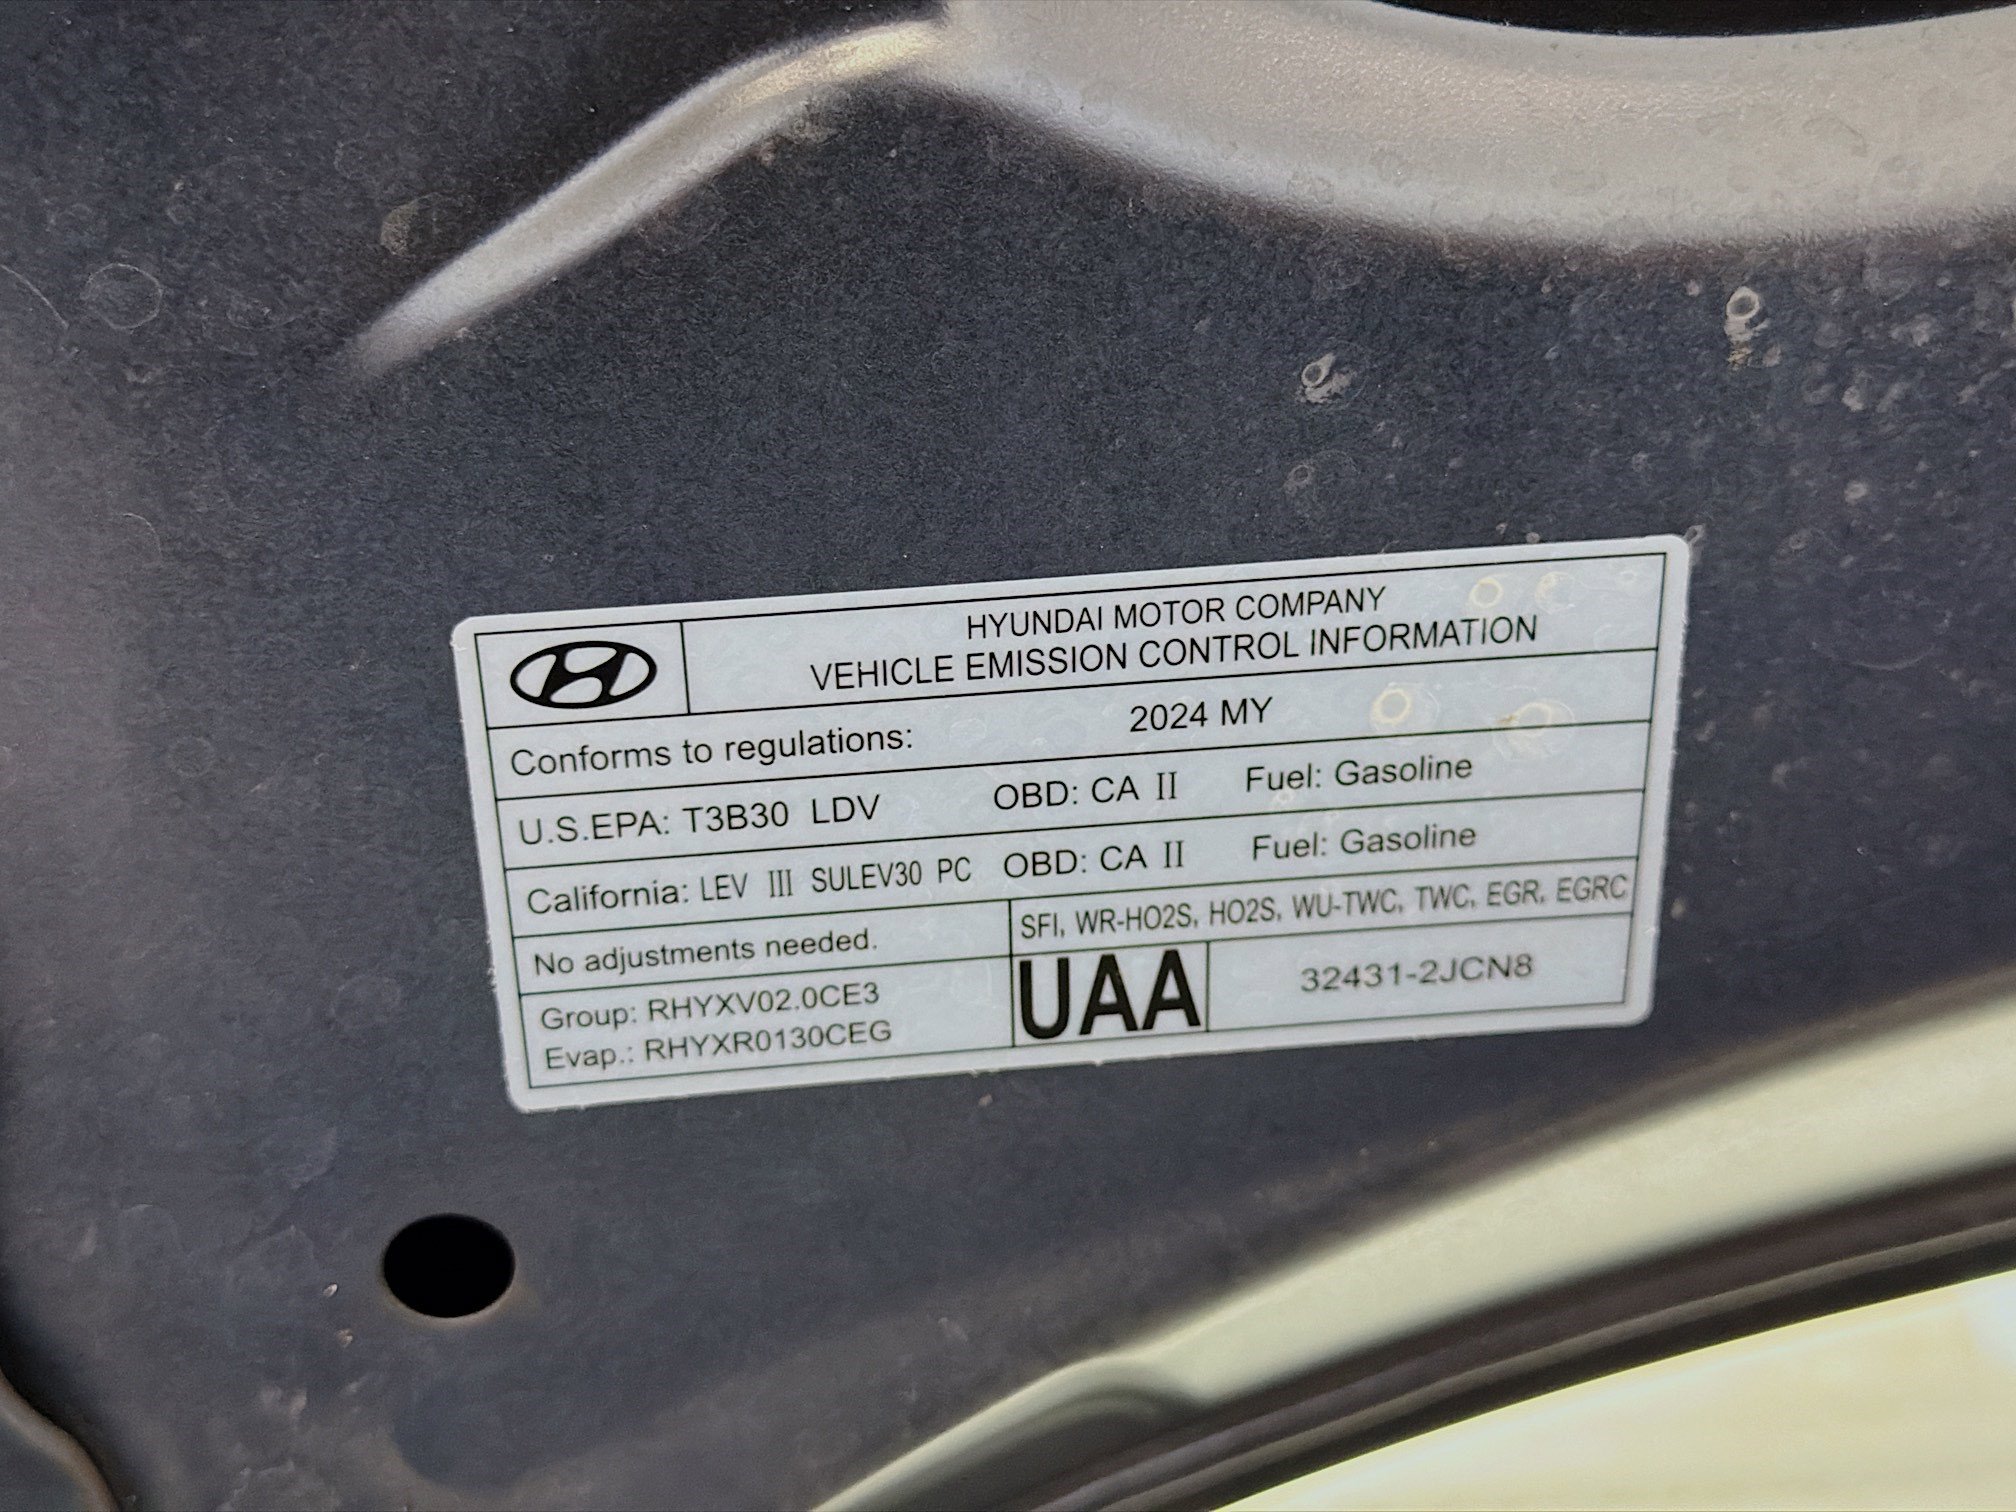 HYUNDAI MOTOR COMPANY
VEHICLE EMISSION CONTROL INFORMATION
Conforms to regulations: 2024 MY
U.S.EPA: T3B30 LDV OBD: CA II Fuel: Gasoline
California: LEV III SULEV30 PC OBD: CA II Fuel: Gasoline
No adjustments needed.
SFI, WR-HO2S, HO2S, WU-TWC, TWC, EGR, EGRC
Group: RHYXV02.0CE3
Evap.: RHYXR0130CEG
UAA
32431-2JCN8